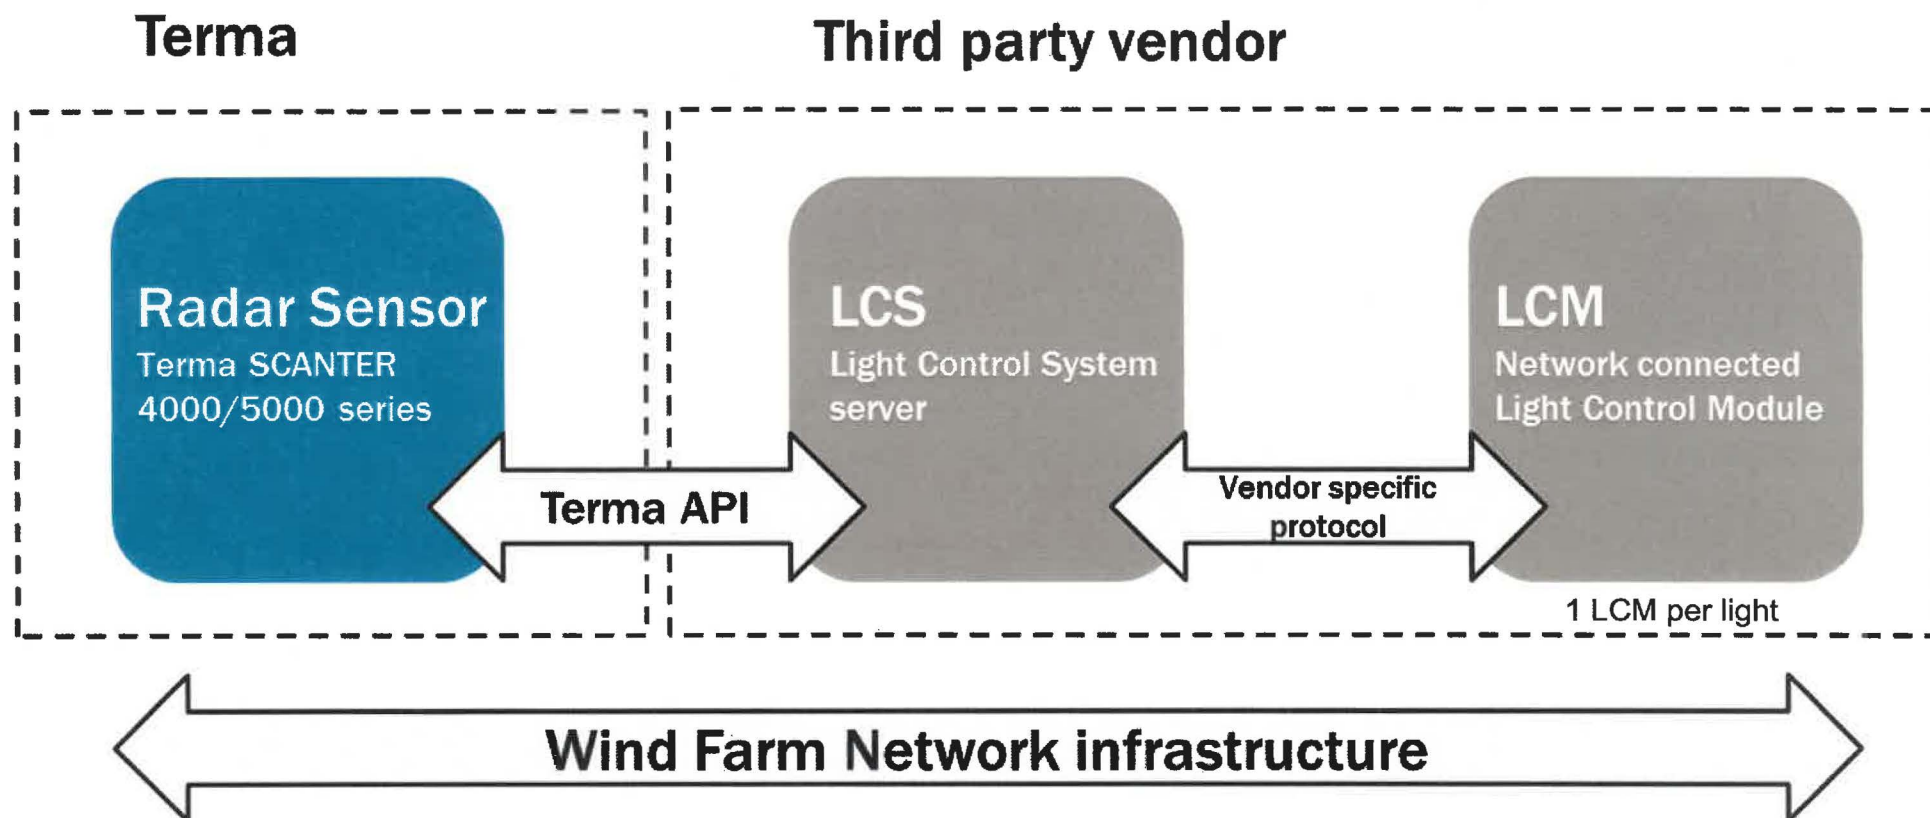 Terma
Third party vendor
Radar Sensor
Terma SCANTER
4000/5000 series
LCS
Light Control System
server
LCM
Network connected
Light Control Module
Terma API
Vendor specific
protocol
1 LCM per light
Wind Farm Network infrastructure